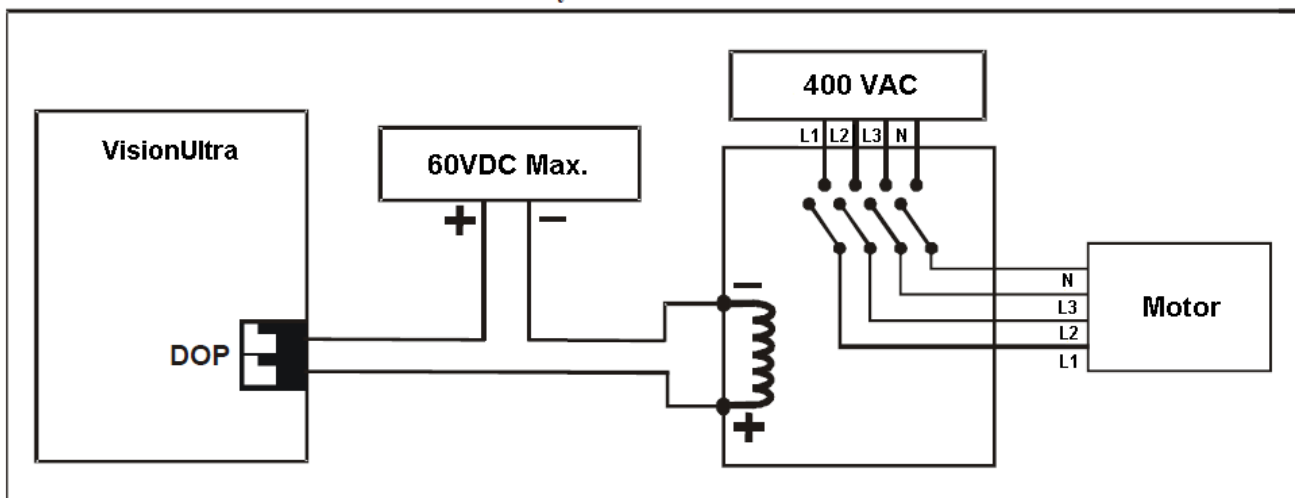 400 VAC
VisionUltra
L1 L2 L3 N
60VDC Max.
+ −
−
N
Motor
L3
DOP
L2
L1
+